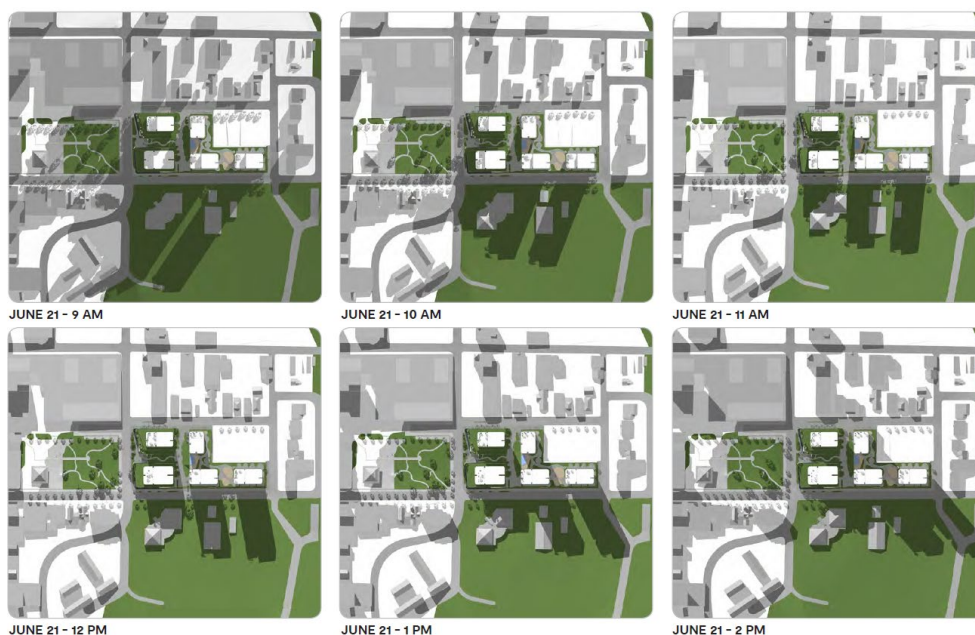 JUNE 21 - 9 AM
JUNE 21 - 10 AM
JUNE 21 - 11 AM
JUNE 21 - 12 PM
JUNE 21 - 1 PM
JUNE 21 - 2 PM